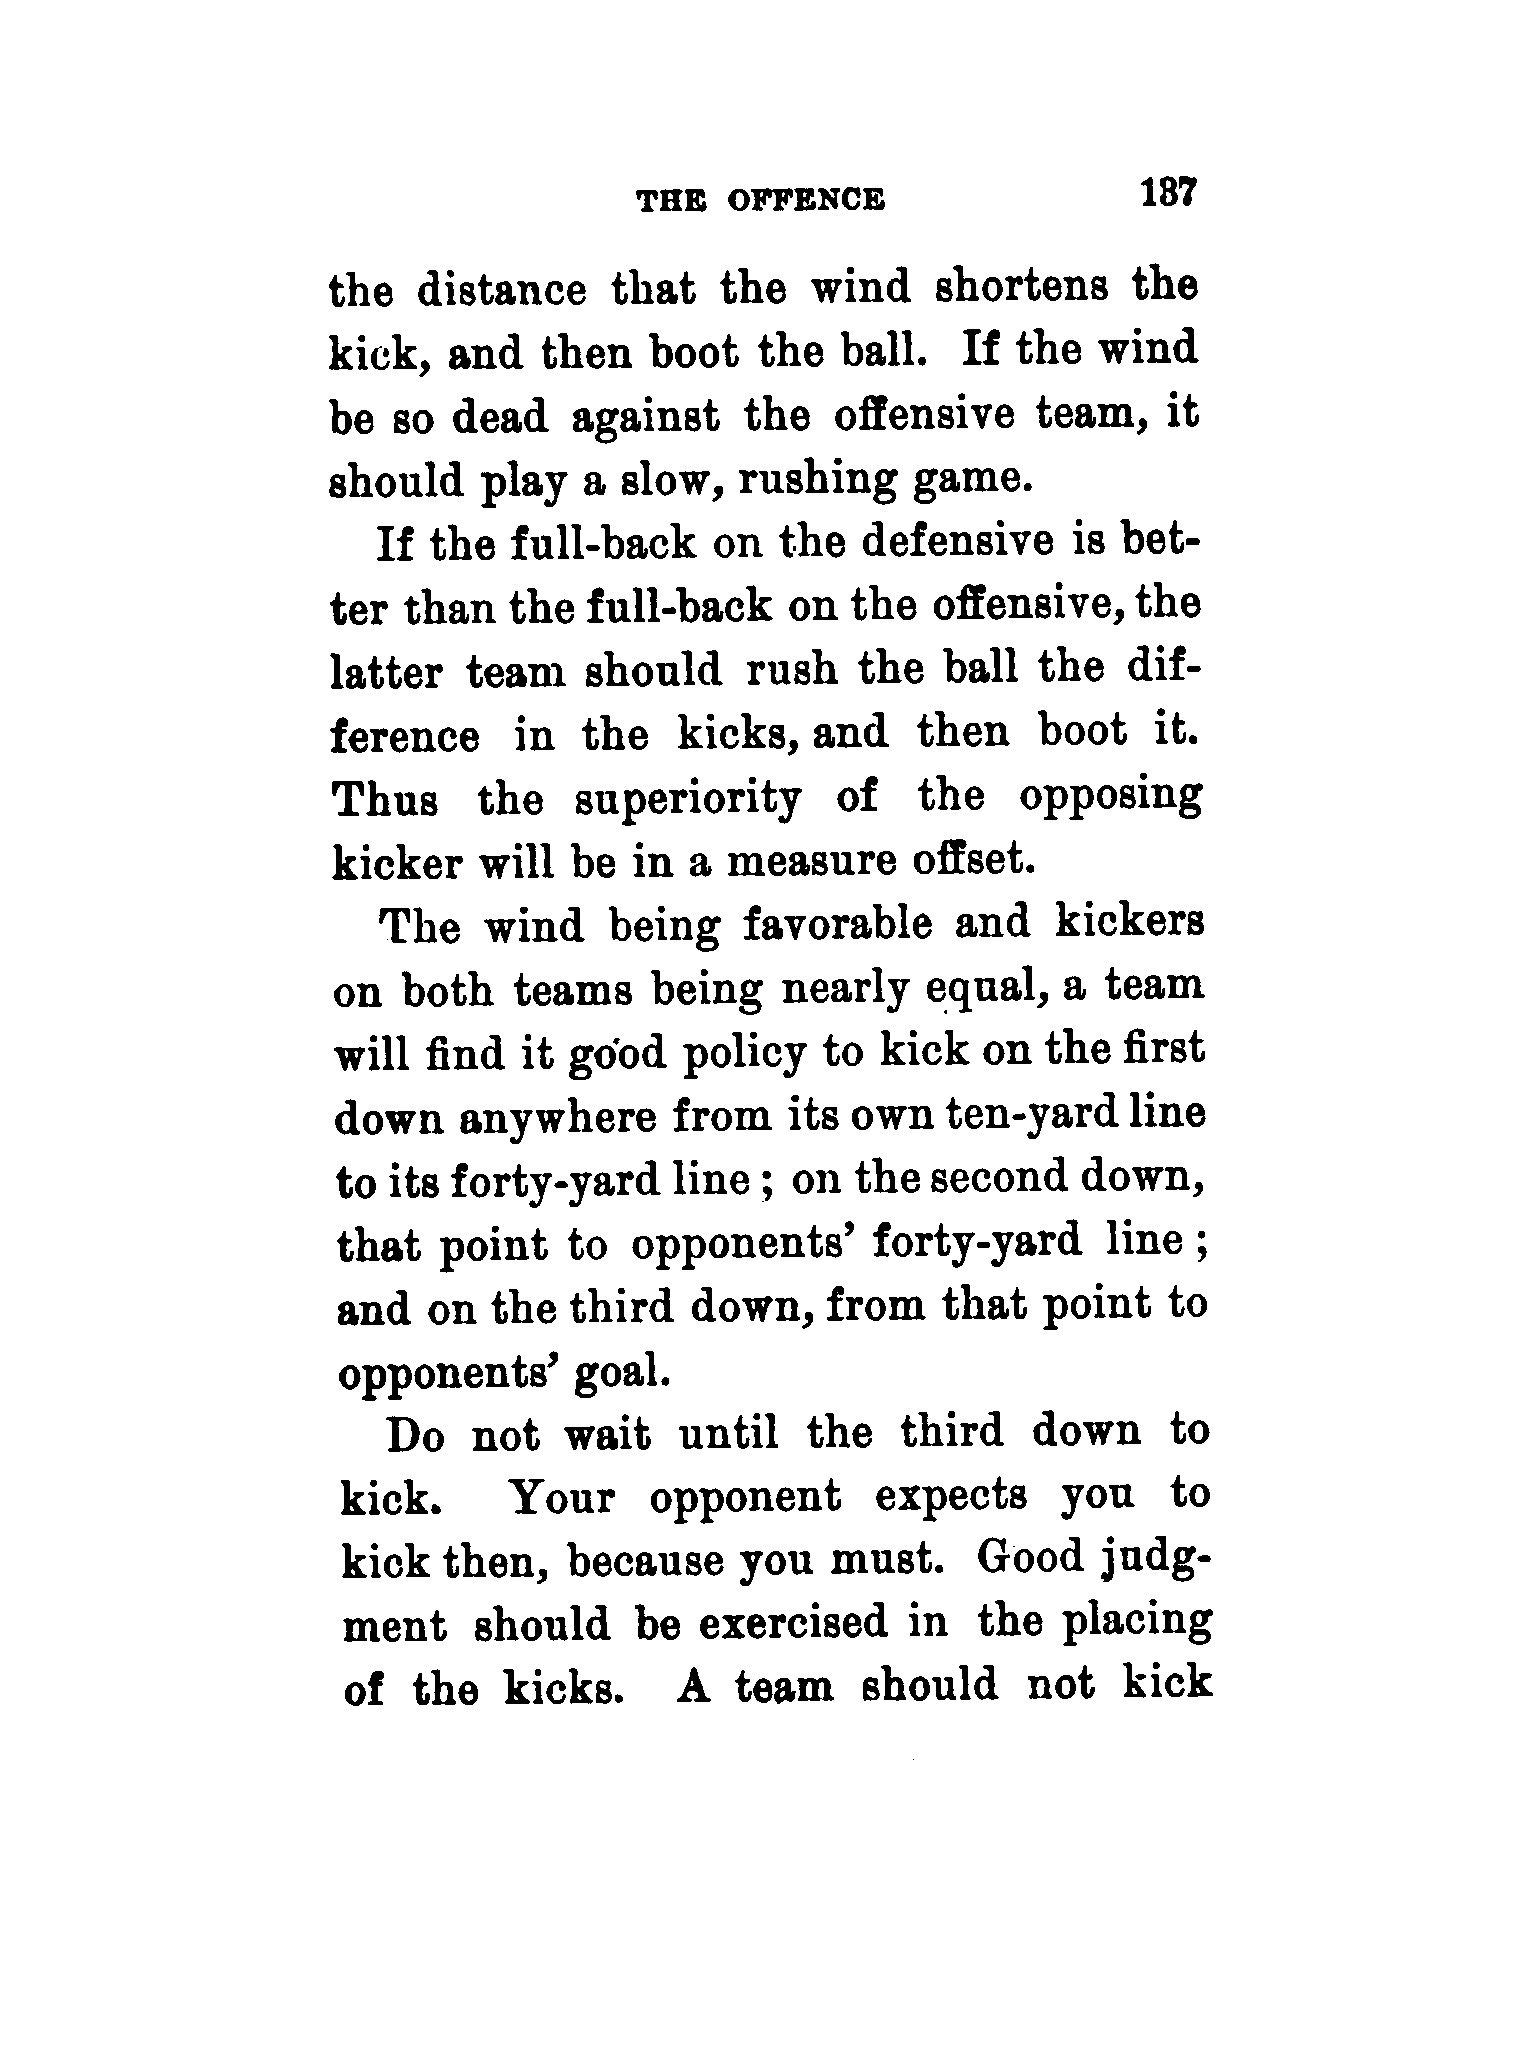 THE OFFENCE 187
the distance that the wind shortens the
kick, and then boot the ball. If the wind
be so dead against the offensive team, it
should play a slow, rushing game.
If the full-back on the defensive is bet-
ter than the full-back on the offensive, the
latter team should rush the ball the dif-
ference in the kicks, and then boot it.
Thus the superiority of the opposing
kicker will be in a measure offset.
The wind being favorable and kickers
on both teams being nearly equal, a team
will find it good policy to kick on the first
down anywhere from its own ten-yard line
to its forty-yard line; on the second down,
that point to opponents' forty-yard line;
and on the third down, from that point to
opponents' goal.
Do not wait until the third down to
kick. Your opponent expects you to
kick then, because you must. Good judg-
ment should be exercised in the placing
of the kicks. A team should not kick